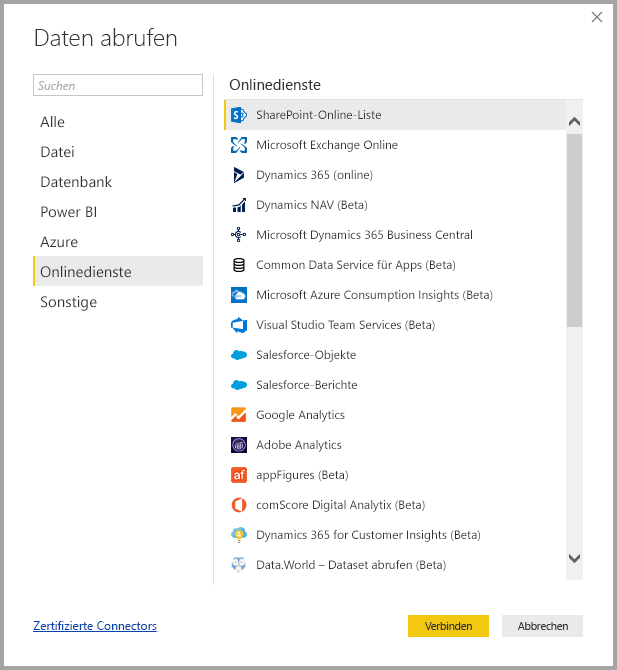 Daten abrufen
Suchen
Alle
Datei
Datenbank
Power BI
Azure
Onlinedienste
Sonstige
Onlinedienste
SharePoint-Online-Liste
Microsoft Exchange Online
Dynamics 365 (online)
Dynamics NAV (Beta)
Microsoft Dynamics 365 Business Central
Common Data Service für Apps (Beta)
Microsoft Azure Consumption Insights (Beta)
Visual Studio Team Services (Beta)
Salesforce-Objekte
Salesforce-Berichte
Google Analytics
Adobe Analytics
appFigures (Beta)
comScore Digital Analytix (Beta)
Dynamics 365 for Customer Insights (Beta)
Data.World – Dataset abrufen (Beta)
Zertifizierte Connectors
Verbinden
Abbrechen